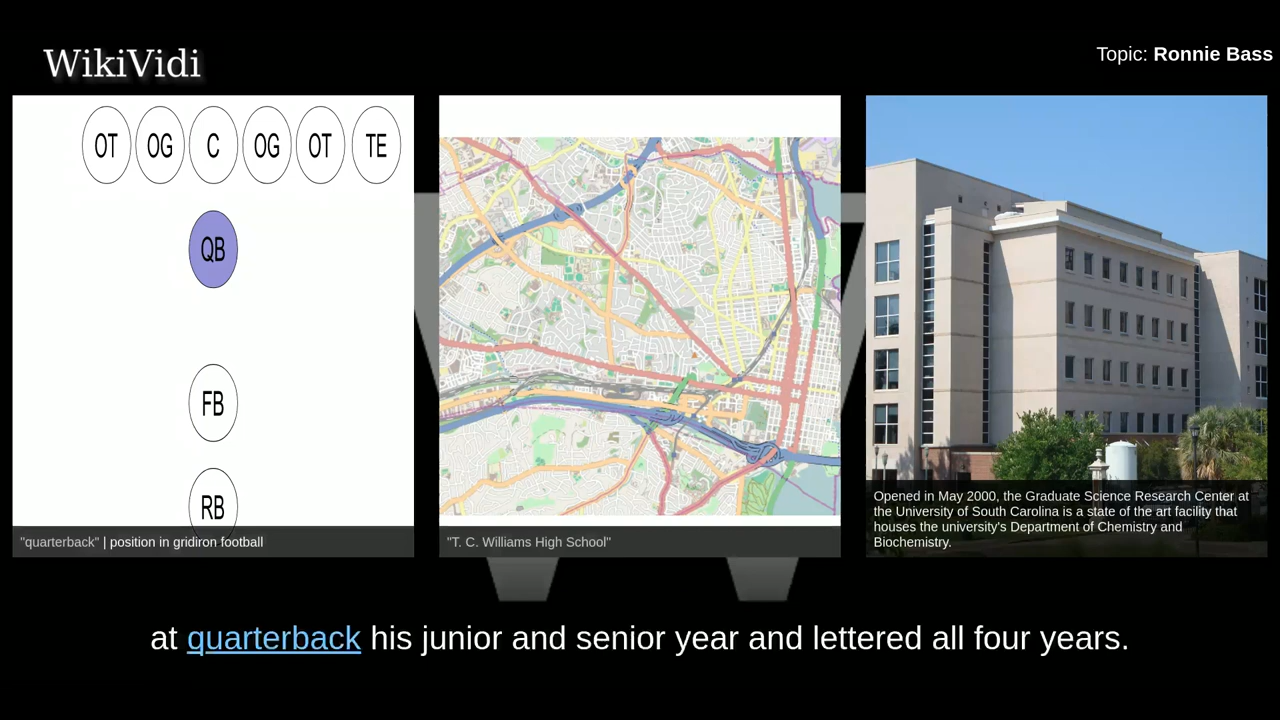 WikiVidi
Topic: Ronnie Bass
OT OG C OG OT TE
QB
FB
RB
"quarterback" | position in gridiron football
"T. C. Williams High School"
Opened in May 2000, the Graduate Science Research Center at
the University of South Carolina is a state of the art facility that
houses the university's Department of Chemistry and
Biochemistry.
at quarterback his junior and senior year and lettered all four years.